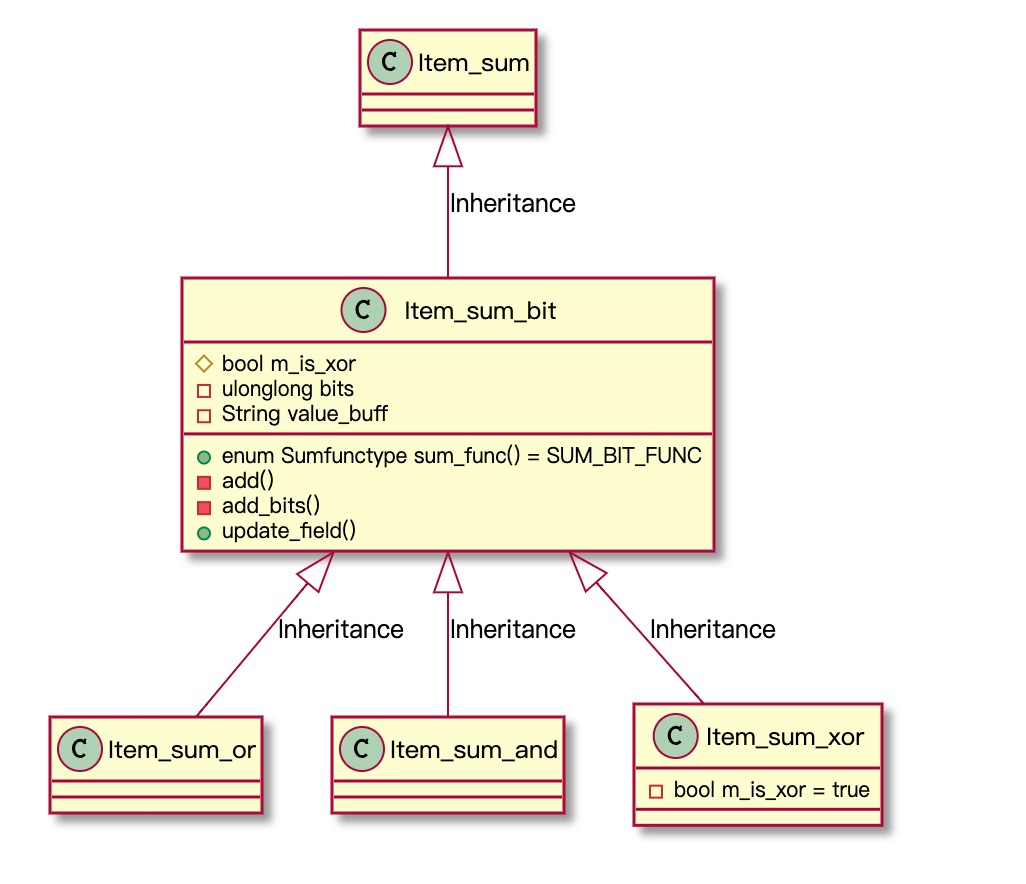 C Item_sum
Inheritance
C Item_sum_bit
bool m_is_xor
ulonglong bits
String value_buff
enum Sumfunctype sum_func() = SUM_BIT_FUNC
add()
add_bits()
update_field()
Inheritance Inheritance Inheritance
C Item_sum_or
C Item_sum_and
C Item_sum_xor
bool m_is_xor = true